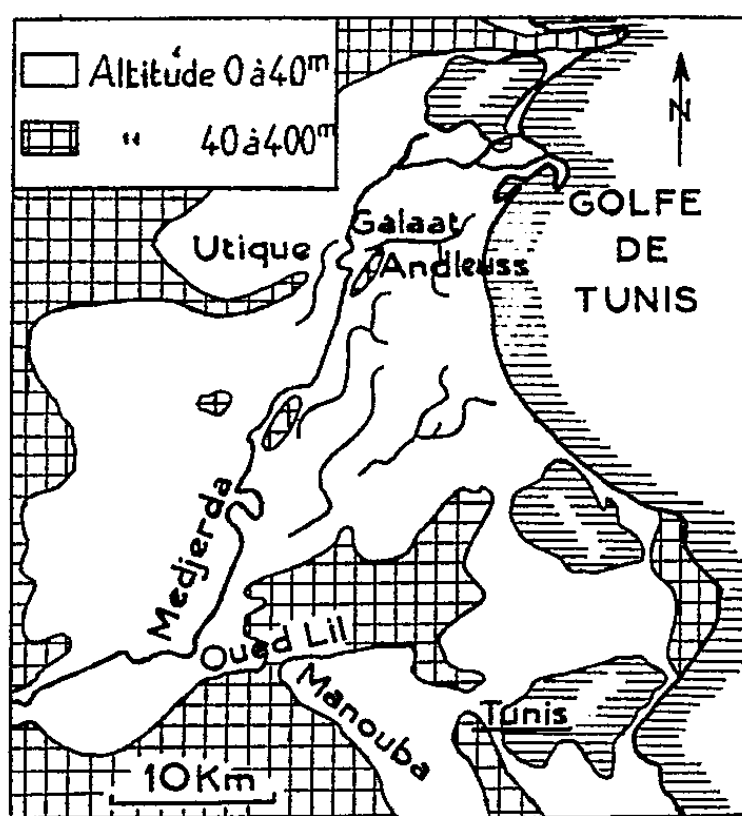 Altitude 0 à 40m
" 40 à 400m
N
GOLFE
DE
TUNIS
Utique
Galaat
Andleuss
Medjerda
Oued Lil
Manouba
Tunis
10Km